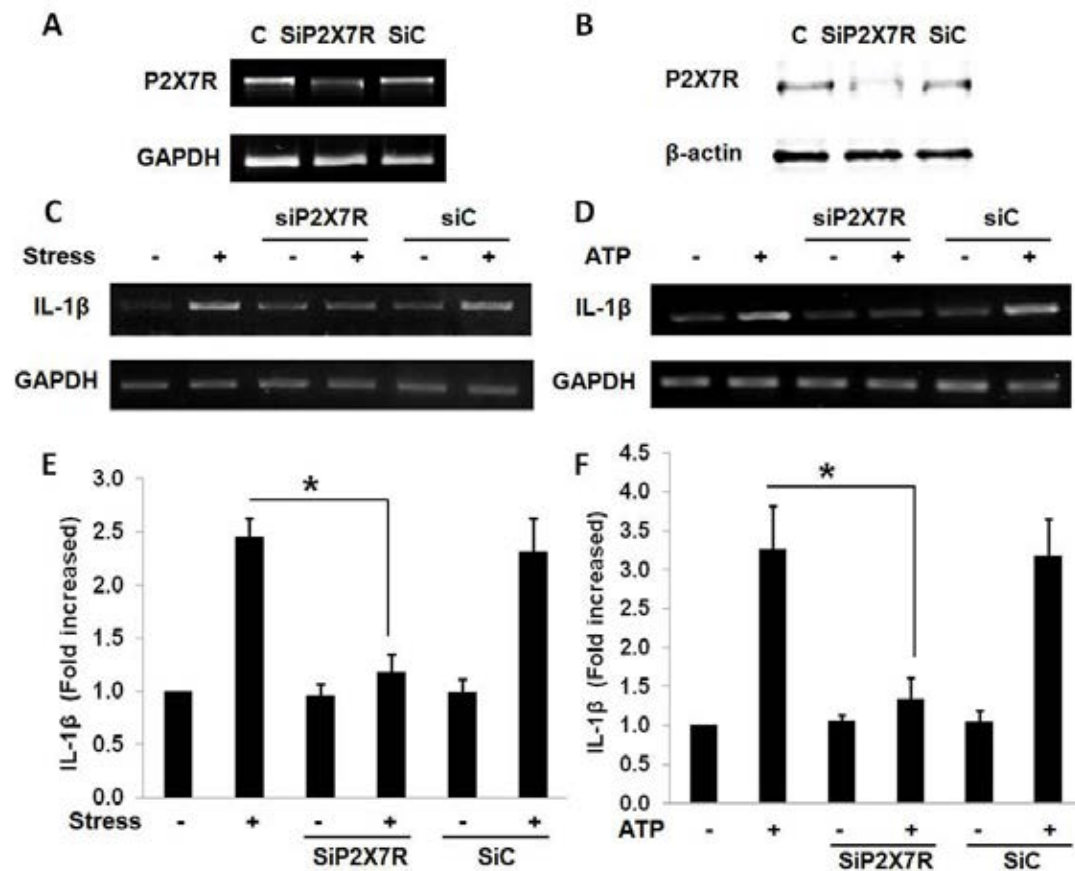 A
C SiP2X7R SiC
P2X7R
GAPDH
B
C SiP2X7R SiC
P2X7R
β-actin
C
siP2X7R siC
Stress - + - + - +
IL-1β
GAPDH
D
siP2X7R siC
ATP - + - + - +
IL-1β
GAPDH
E
IL-1β (Fold increased)
3.0
2.5
2.0
1.5
1.0
0.5
0.0
*
Stress - + - + - +
SiP2X7R SiC
F
IL-1β (Fold increased)
4.5
4.0
3.5
3.0
2.5
2.0
1.5
1.0
0.5
0.0
*
ATP - + - + - +
SiP2X7R SiC